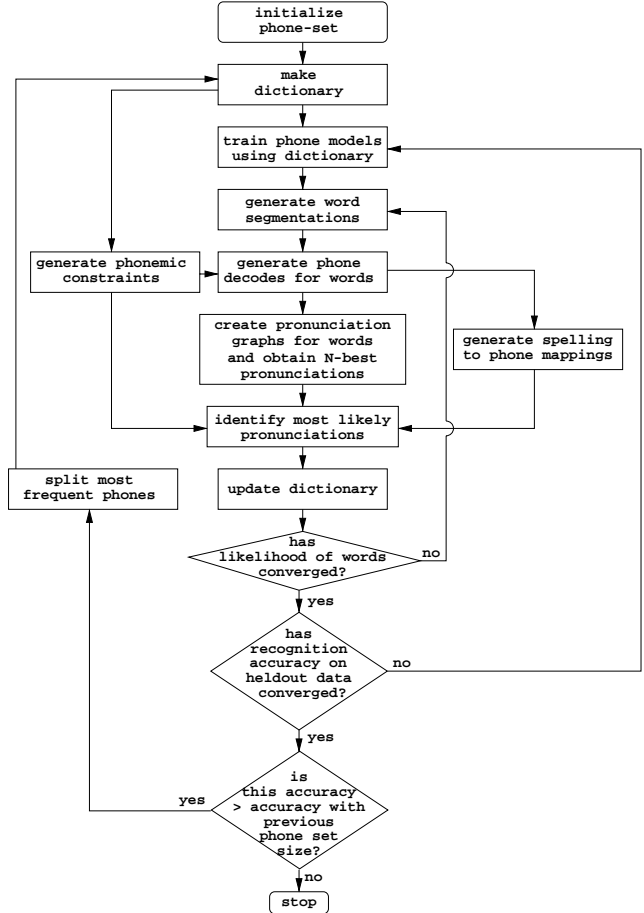 initialize
phone-set
make
dictionary
train phone models
using dictionary
generate word
segmentations
generate phonemic
constraints
generate phone
decodes for words
create pronunciation
graphs for words
and obtain N-best
pronunciations
generate spelling
to phone mappings
identify most likely
pronunciations
split most
frequent phones
update dictionary
has
likelihood of words
converged?
no
yes
has
recognition
accuracy on
heldout data
converged?
no
yes
is
this accuracy
> accuracy with
previous
phone set
size?
yes
no
stop